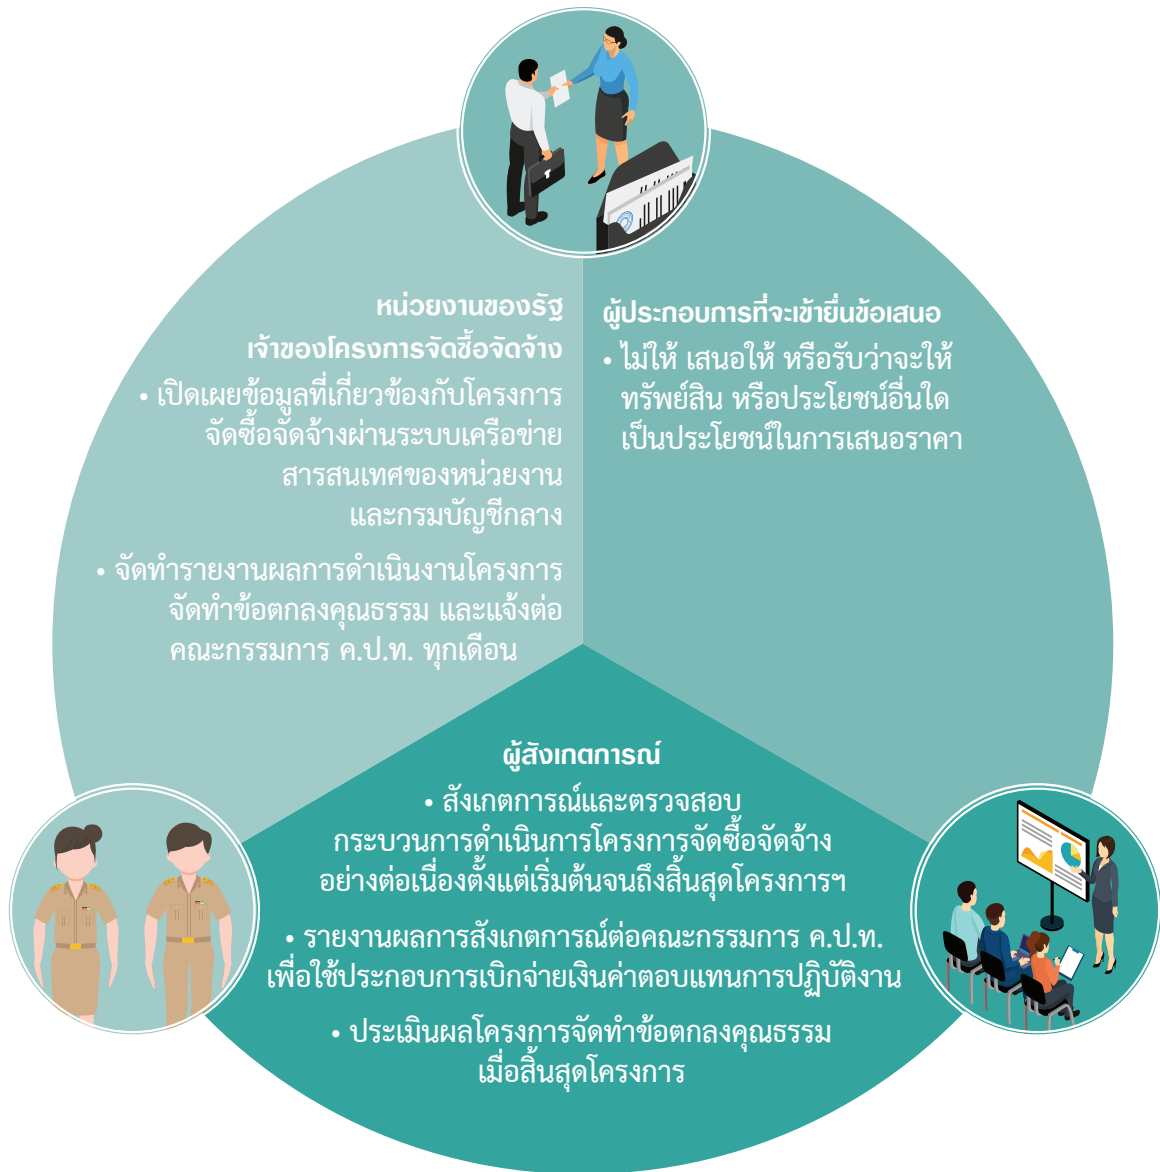 หน่วยงานของรัฐ
เจ้าของโครงการจัดซื้อจัดจ้าง
• เปิดเผยข้อมูลที่เกี่ยวข้องกับโครงการ
จัดซื้อจัดจ้างผ่านระบบเครือข่าย
สารสนเทศของหน่วยงาน
และกรมบัญชีกลาง
• จัดทำรายงานผลการดำเนินงานโครงการ
จัดทำข้อตกลงคุณธรรม และแจ้งต่อ
คณะกรรมการ ค.ป.ท. ทุกเดือน
ผู้ประกอบการที่จะเข้ายื่นข้อเสนอ
• ไม่ให้ เสนอให้ หรือรับว่าจะให้
ทรัพย์สิน หรือประโยชน์อื่นใด
เป็นประโยชน์ในการเสนอราคา
ผู้สังเกตการณ์
• สังเกตการณ์และตรวจสอบ
กระบวนการดำเนินการโครงการจัดซื้อจัดจ้าง
อย่างต่อเนื่องตั้งแต่เริ่มต้นจนถึงสิ้นสุดโครงการฯ
• รายงานผลการสังเกตการณ์ต่อคณะกรรมการ ค.ป.ท.
เพื่อใช้ประกอบการเบิกจ่ายเงินค่าตอบแทนการปฏิบัติงาน
• ประเมินผลโครงการจัดทำข้อตกลงคุณธรรม
เมื่อสิ้นสุดโครงการ